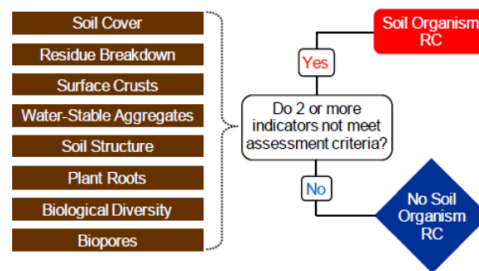 Soil Cover
Residue Breakdown
Surface Crusts
Water-Stable Aggregates
Soil Structure
Plant Roots
Biological Diversity
Biopores
Do 2 or more
indicators not meet
assessment criteria?
Yes
Soil Organism
RC
No
No Soil
Organism
RC